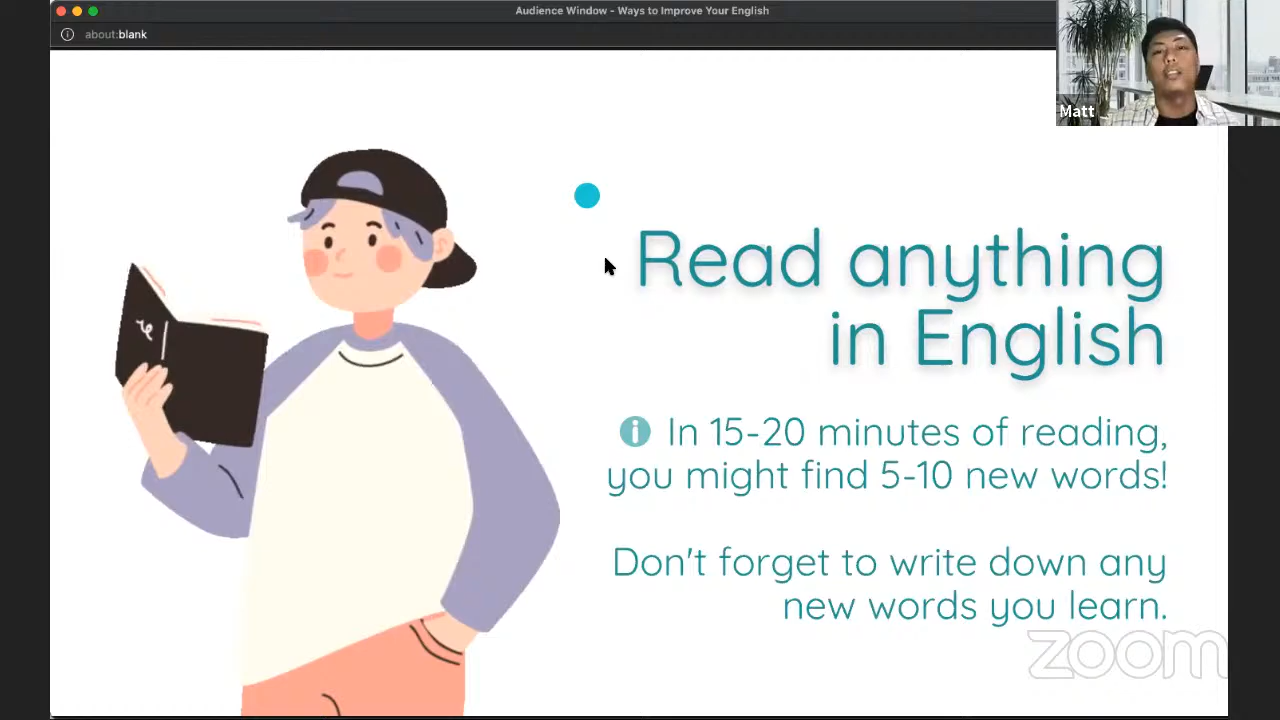 Audience Window - Ways to Improve Your English
about:blank
Matt
Read anything
in English
In 15-20 minutes of reading,
you might find 5-10 new words!
Don't forget to write down any
new words you learn.
zoom